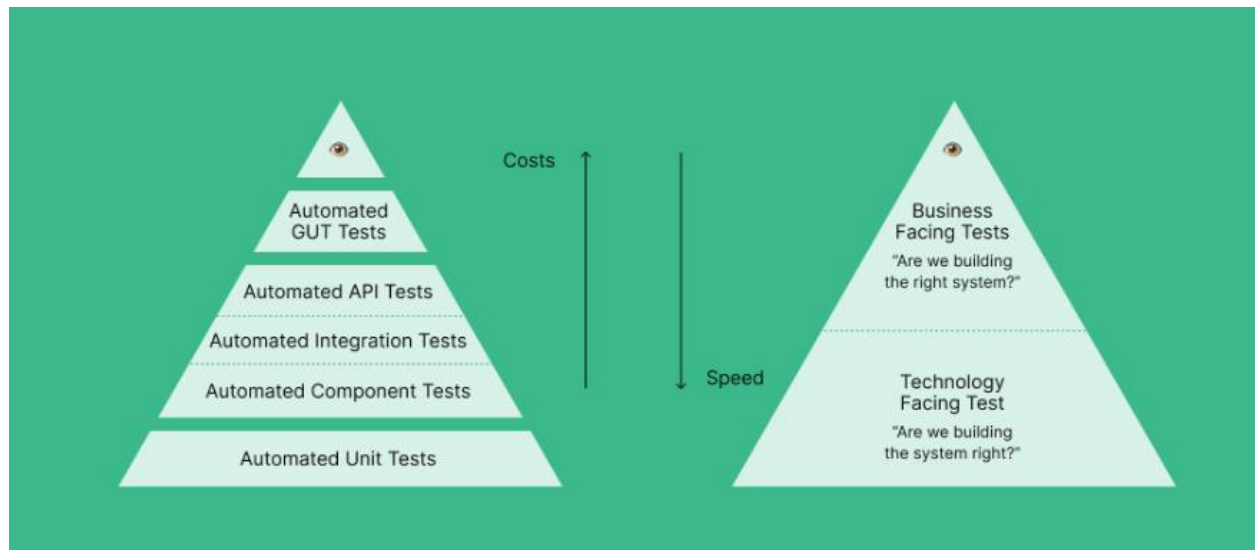 Automated
GUT Tests
Automated API Tests
Automated Integration Tests
Automated Component Tests
Automated Unit Tests
Costs
Speed
Business
Facing Tests
“Are we building
the right system?”
Technology
Facing Test
“Are we building
the system right?”